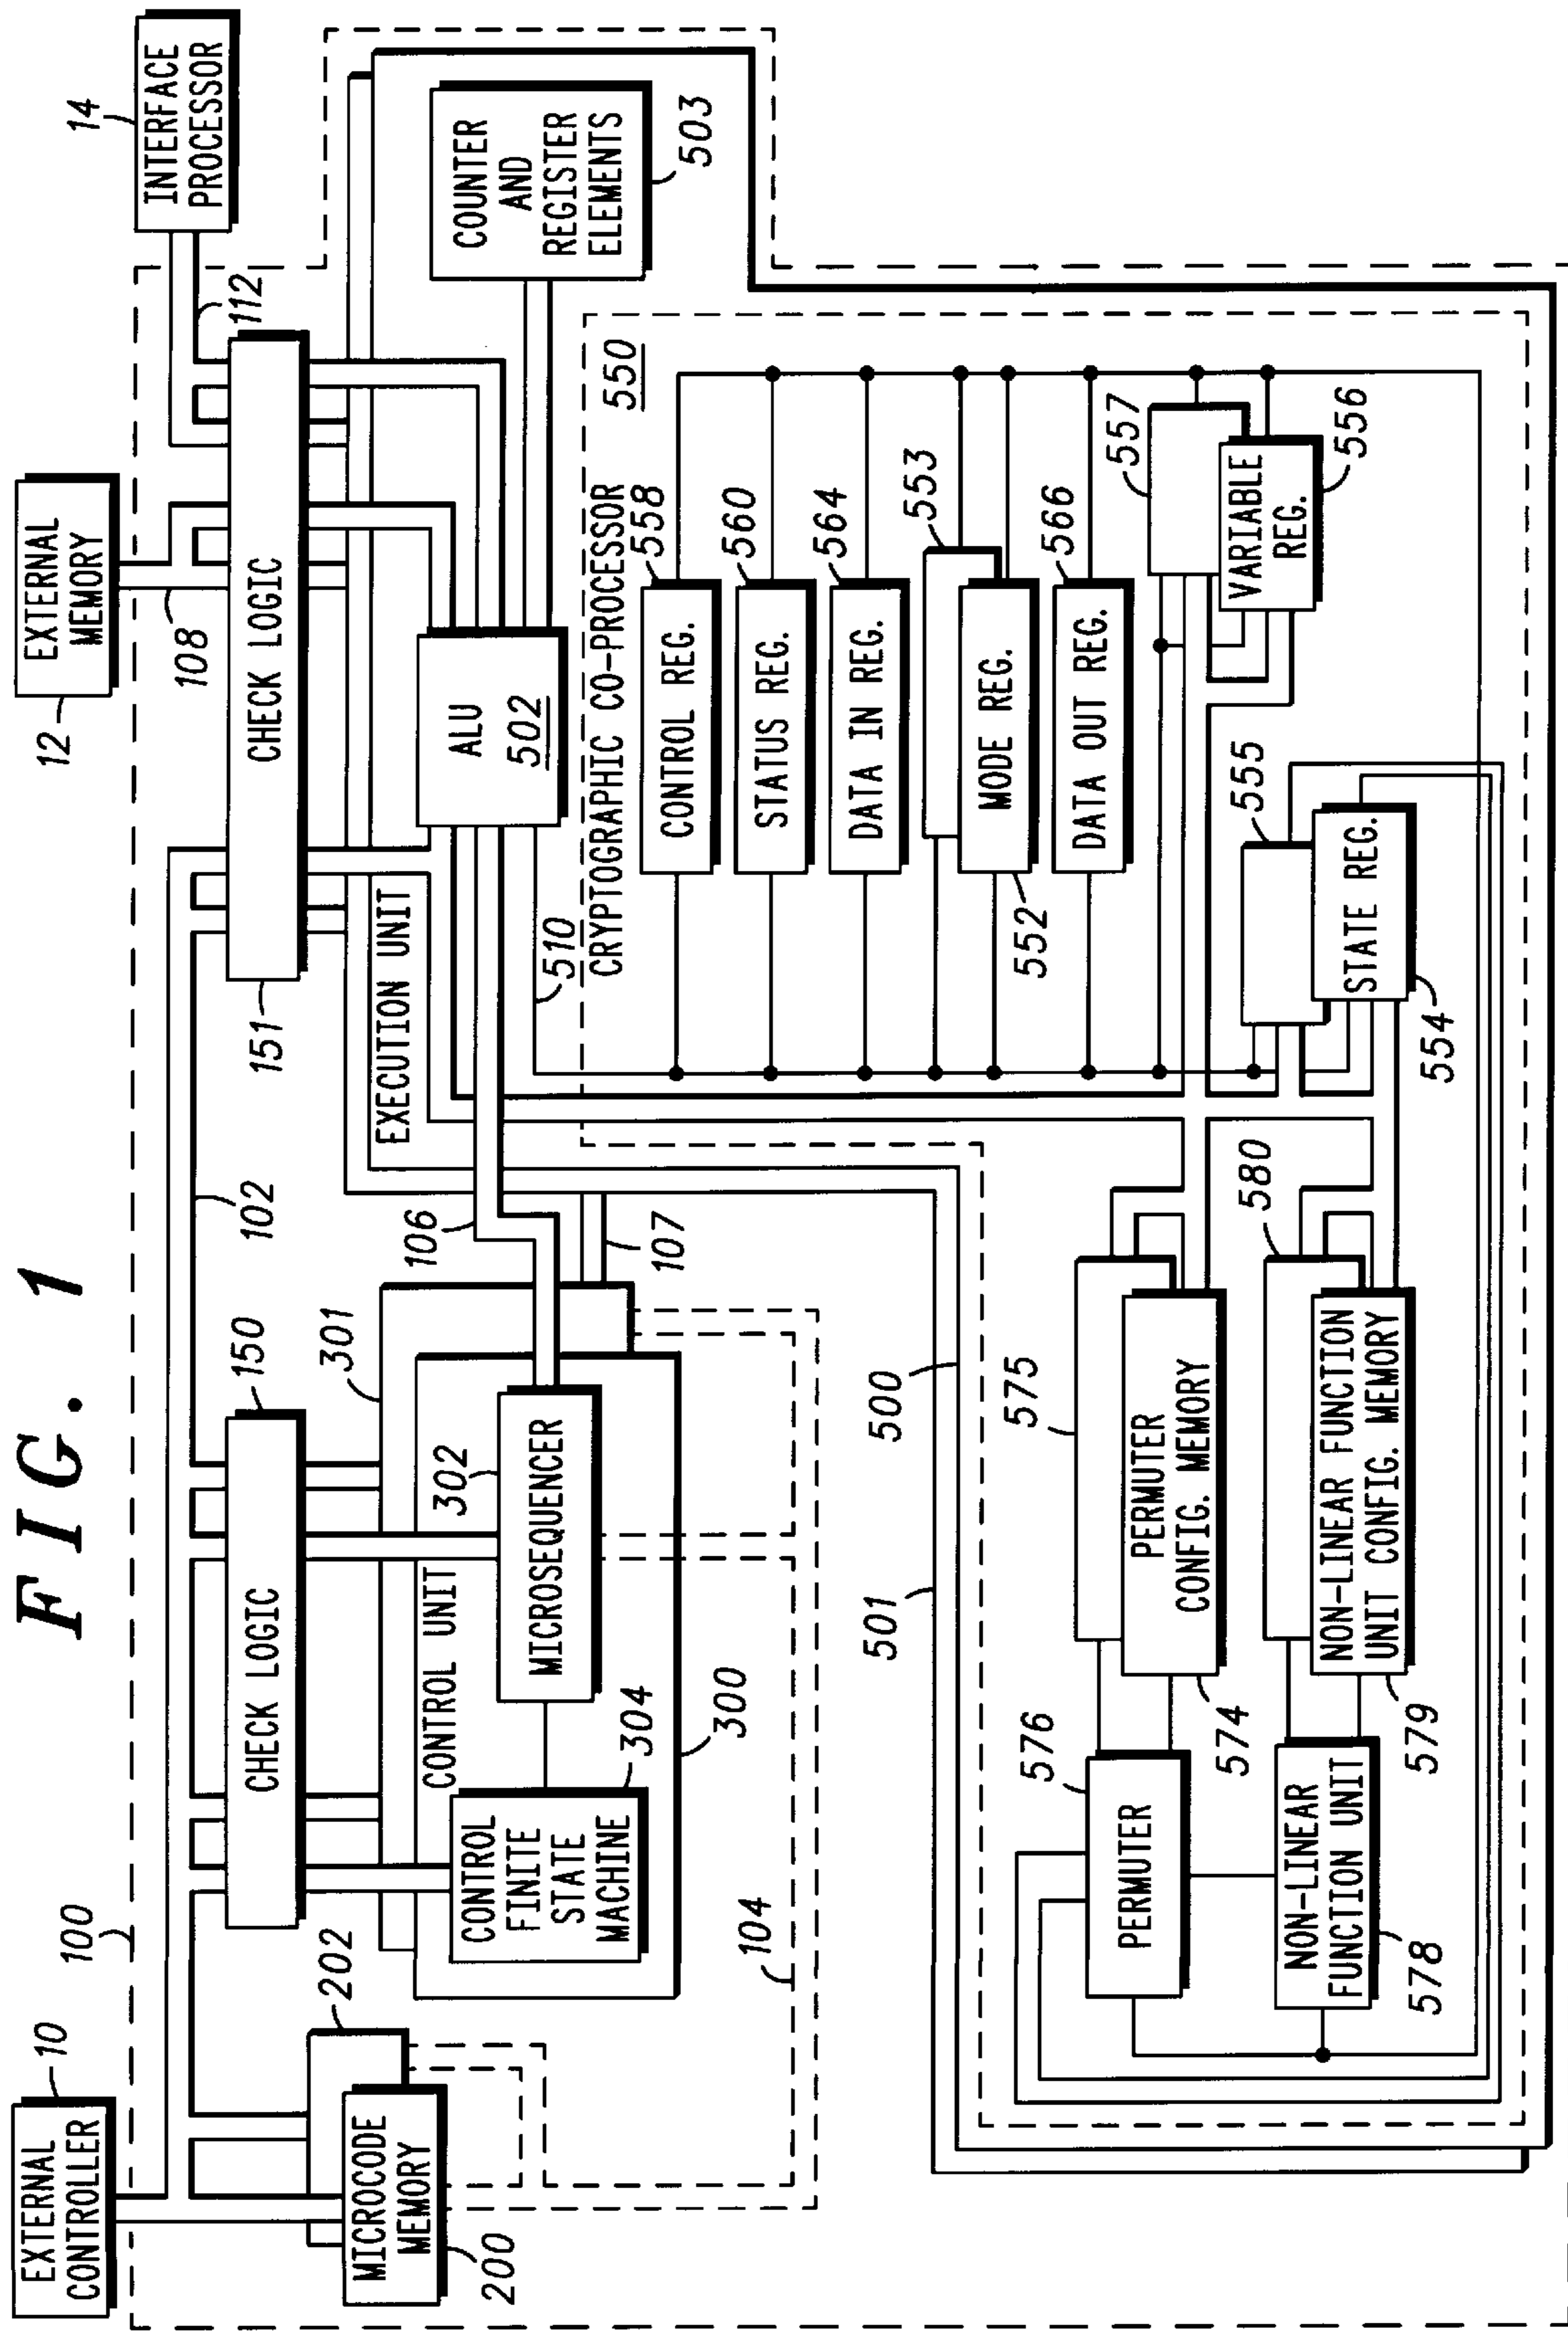 FIG. 1
EXTERNAL
CONTROLLER
10
EXTERNAL
MEMORY
12
INTERFACE
PROCESSOR
14
100
102
108
112
CHECK LOGIC
150
CHECK LOGIC
151
MICROCODE
MEMORY
200
202
CONTROL UNIT
CONTROL
FINITE
STATE
MACHINE
304
MICROSEQUENCER
302
301
300
104
106
107
EXECUTION UNIT
ALU
502
COUNTER
AND
REGISTER
ELEMENTS
503
510
500
501
CRYPTOGRAPHIC CO-PROCESSOR
550
CONTROL REG.
558
STATUS REG.
560
DATA IN REG.
564
MODE REG.
553
552
DATA OUT REG.
566
VARIABLE
REG.
557
556
STATE REG.
555
554
PERMUTER
576
PERMUTER
CONFIG. MEMORY
575
574
NON-LINEAR
FUNCTION UNIT
578
NON-LINEAR FUNCTION
UNIT CONFIG. MEMORY
580
579